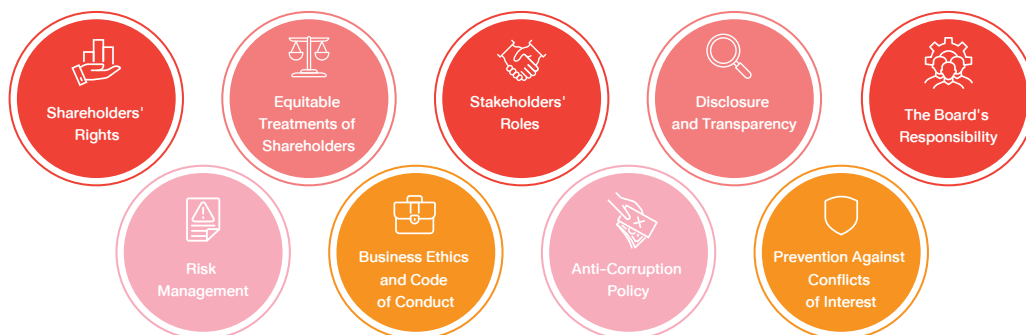 Shareholders'
Rights
Equitable
Treatments of
Shareholders
Stakeholders'
Roles
Disclosure
and Transparency
The Board's
Responsibility
Risk
Management
Business Ethics
and Code
of Conduct
Anti-Corruption
Policy
Prevention Against
Conflicts
of Interest